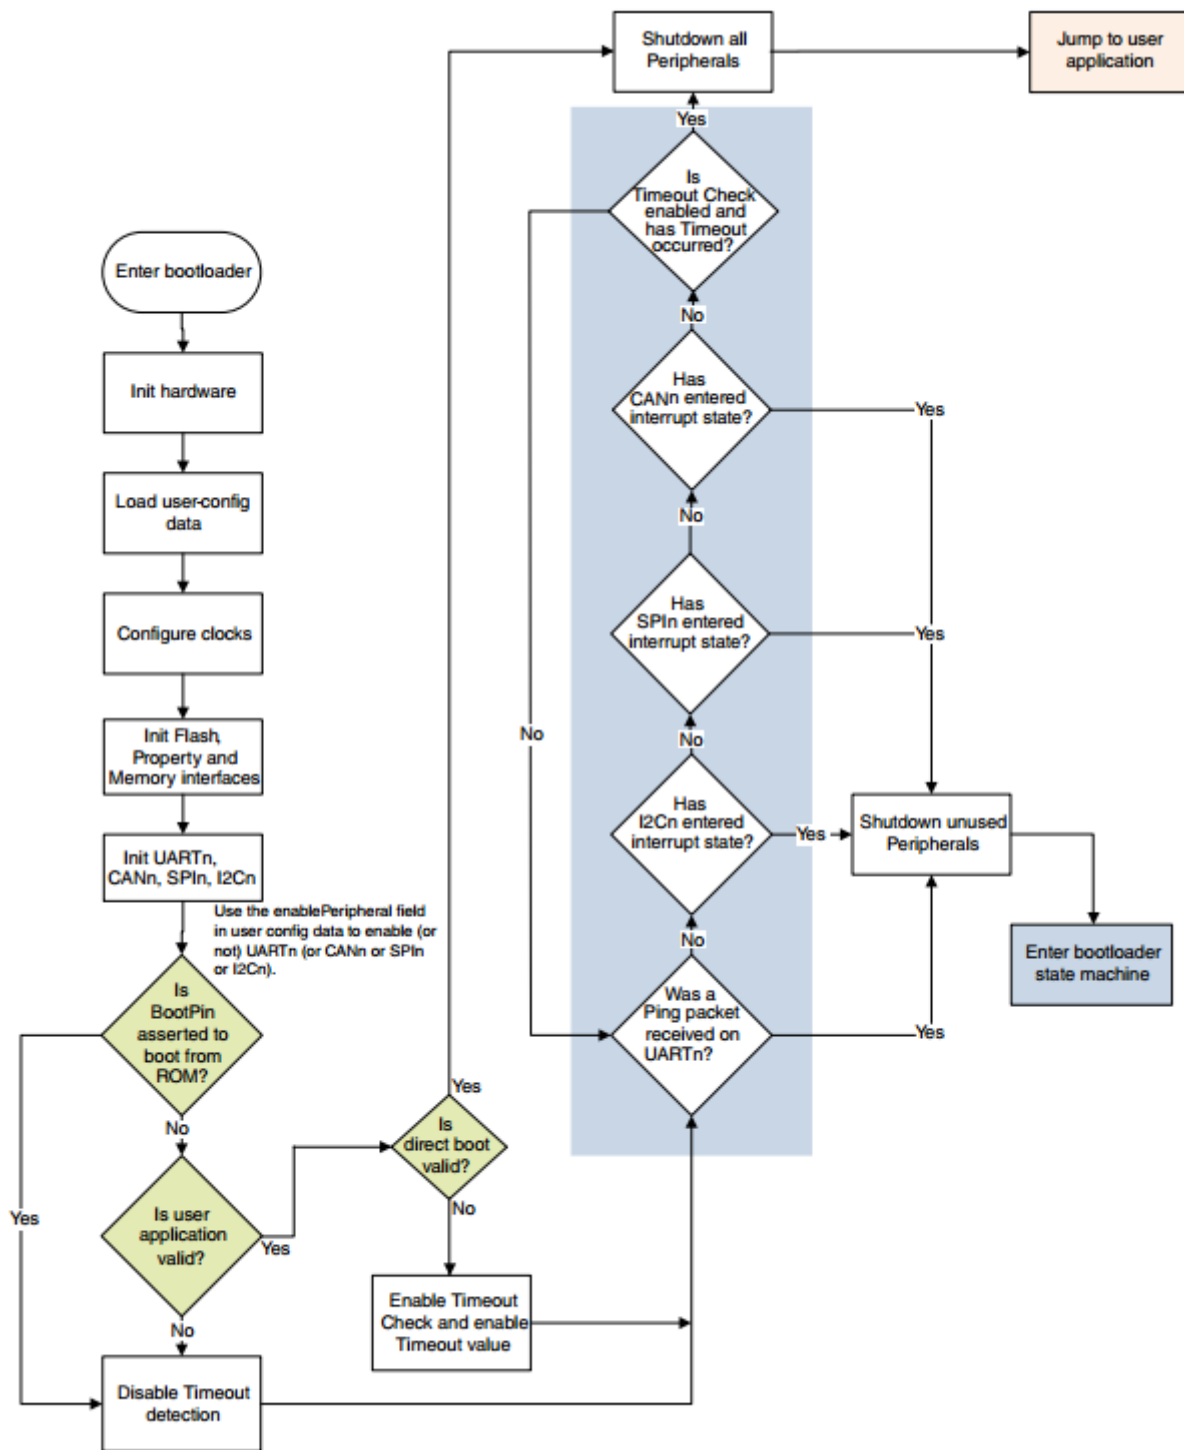 Shutdown all
Peripherals
Jump to user
application
Yes
Is
Timeout Check
enabled and
has Timeout
occurred?
Enter bootloader
No
Init hardware
Has
CANn entered
interrupt state?
Yes
Load user-config
data
No
Configure clocks
Has
SPIn entered
interrupt state?
Yes
No
Init Flash,
Property and
Memory interfaces
No
Has
I2Cn entered
interrupt state?
Yes
Shutdown unused
Peripherals
Init UARTn,
CANn, SPIn, I2Cn
Use the enablePeripheral field
in user config data to enable (or
not) UARTn (or CANn or SPIn
or I2Cn).
No
Enter bootloader
state machine
Is
BootPin
asserted to
boot from
ROM?
Was a
Ping packet
received on
UARTn?
Yes
Yes
No
Is
direct boot
valid?
Yes
Is user
application
valid?
Yes
No
Enable Timeout
Check and enable
Timeout value
No
Disable Timeout
detection